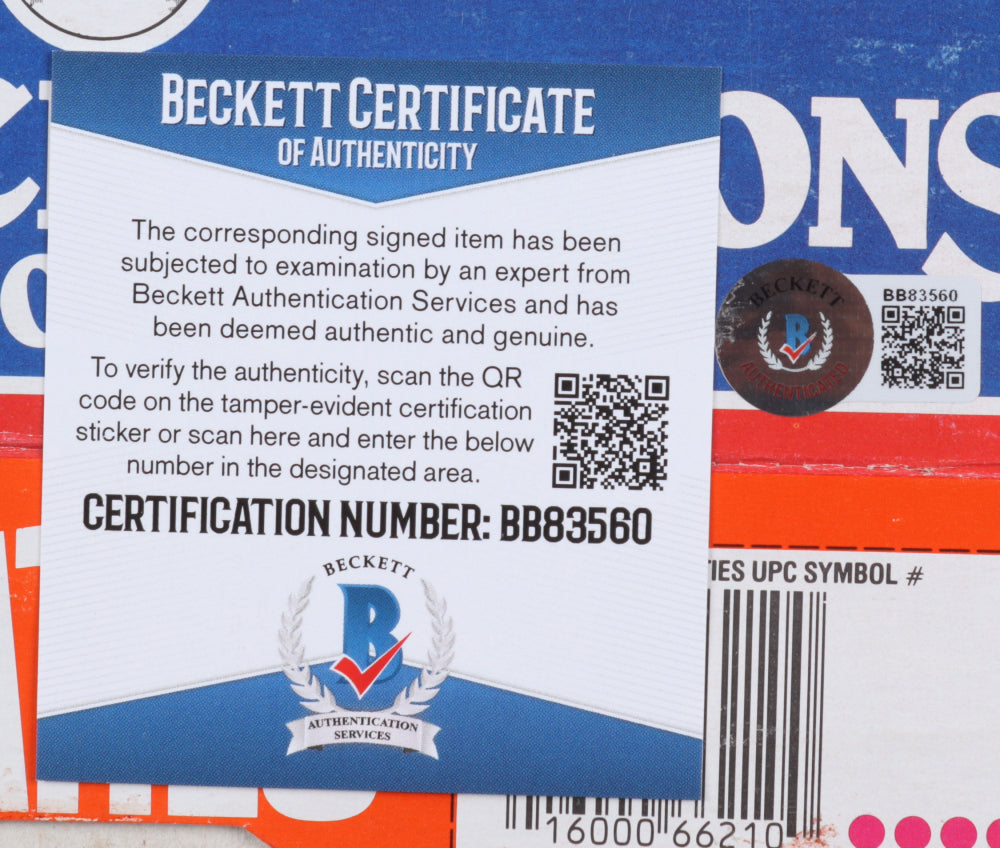 BECKETT CERTIFICATE
OF AUTHENTICITY
The corresponding signed item has been
subjected to examination by an expert from
Beckett Authentication Services and has
been deemed authentic and genuine.
To verify the authenticity, scan the QR
code on the tamper-evident certification
sticker or scan here and enter the below
number in the designated area.
CERTIFICATION NUMBER: BB83560
BECKETT
B
AUTHENTICATION
SERVICES
ONS
BECKETT
B
AUTHENTICATED
BB83560
TIES UPC SYMBOL #
16000 66210